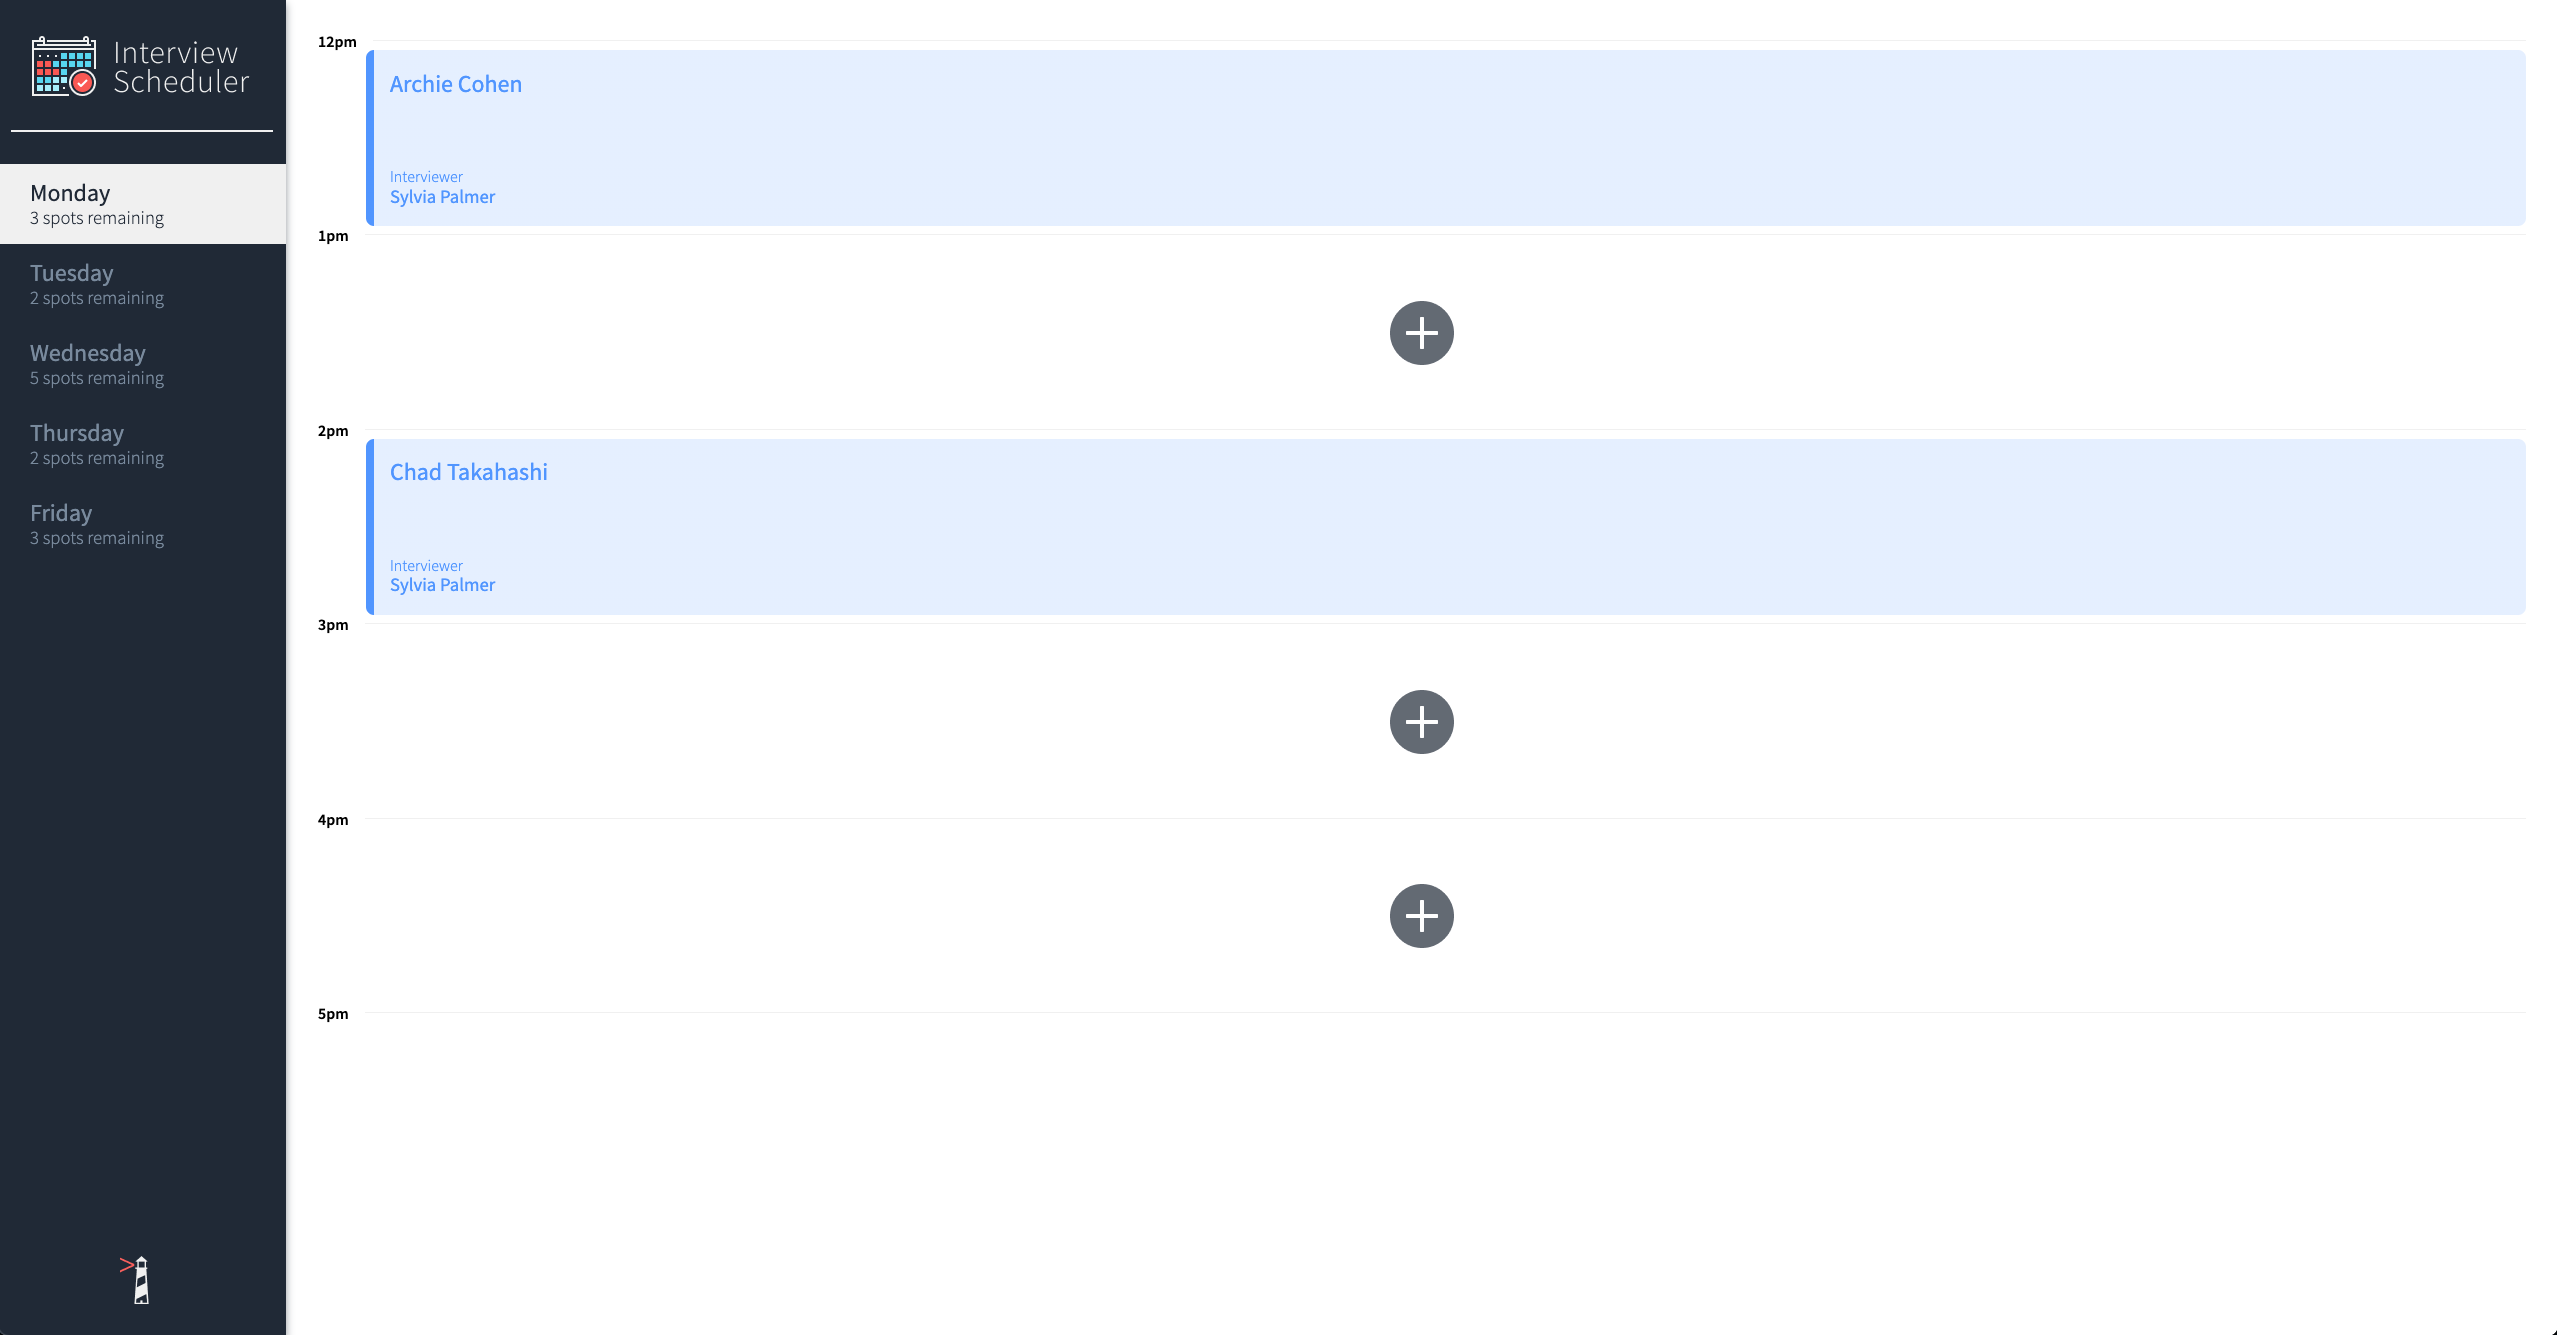 Interview
Scheduler
Monday
3 spots remaining
Tuesday
2 spots remaining
Wednesday
5 spots remaining
Thursday
2 spots remaining
Friday
3 spots remaining
12pm
Archie Cohen
Interviewer
Sylvia Palmer
1pm
2pm
Chad Takahashi
Interviewer
Sylvia Palmer
3pm
4pm
5pm